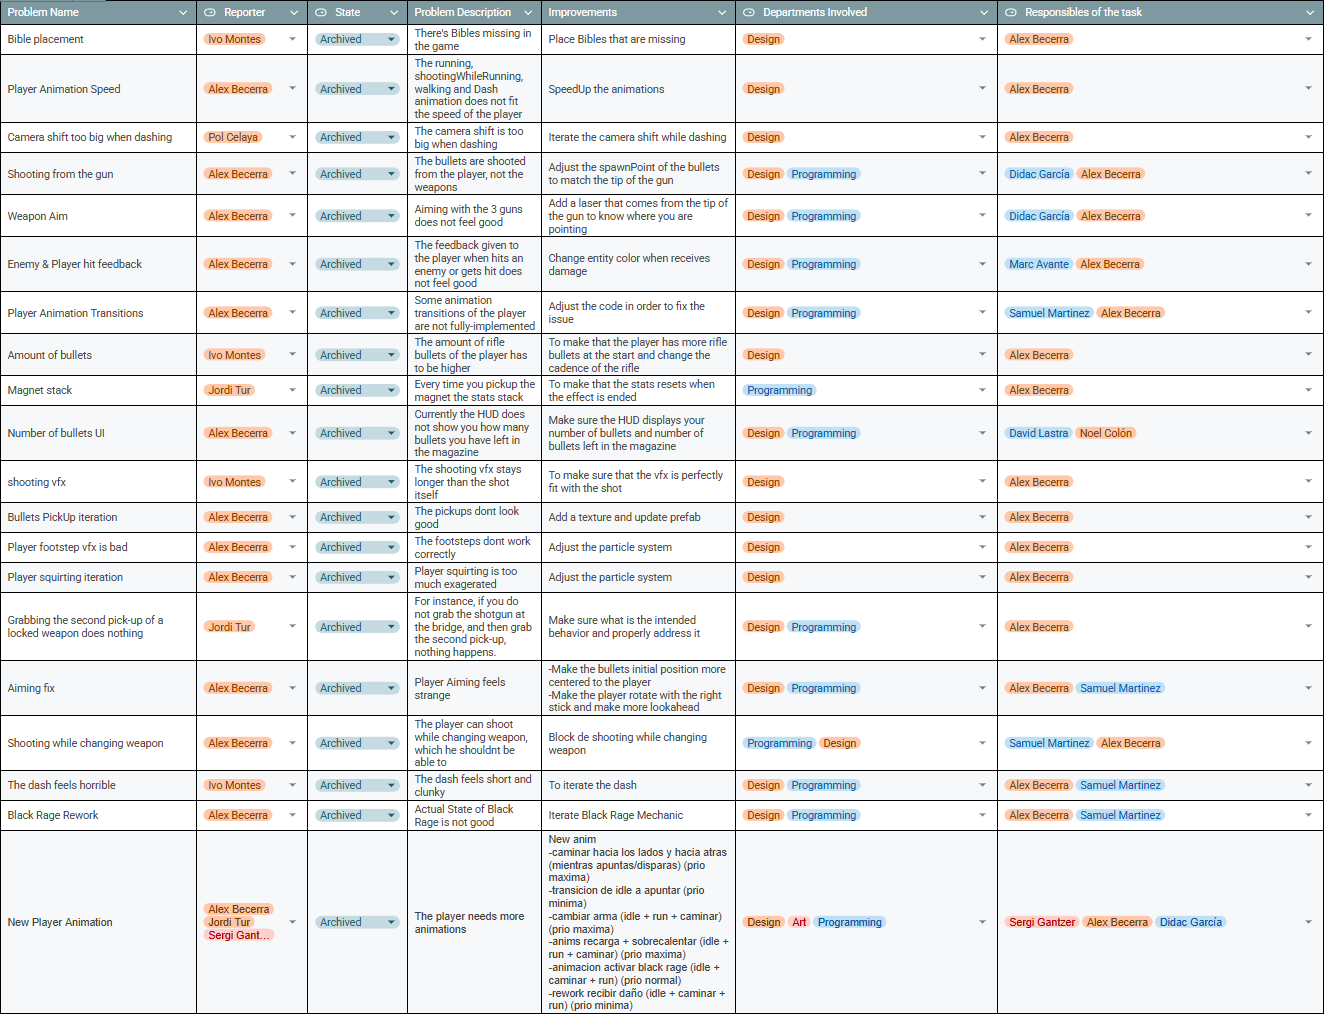 Problem Name
Reporter
State
Problem Description
Improvements
Departments Involved
Responsibles of the task
Bible placement
Ivo Montes
Archived
There's Bibles missing in
the game
Place Bibles that are missing
Design
Alex Becerra
Player Animation Speed
Alex Becerra
Archived
The running,
shootingWhileRunning,
walking and Dash
animation does not fit
the speed of the player
SpeedUp the animations
Design
Alex Becerra
Camera shift too big when dashing
Pol Celaya
Archived
The camera shift is too
big when dashing
Iterate the camera shift while dashing
Design
Alex Becerra
Shooting from the gun
Alex Becerra
Archived
The bullets are shooted
from the player, not the
weapons
Adjust the spawnPoint of the bullets
to match the tip of the gun
Design Programming
Didac García Alex Becerra
Weapon Aim
Alex Becerra
Archived
Aiming with the 3 guns
does not feel good
Add a laser that comes from the tip of
the gun to know where you are
pointing
Design Programming
Didac García Alex Becerra
Enemy & Player hit feedback
Alex Becerra
Archived
The feedback given to
the player when hits an
enemy or gets hit does
not feel good
Change entity color when receives
damage
Design Programming
Marc Avante Alex Becerra
Player Animation Transitions
Alex Becerra
Archived
Some animation
transitions of the player
are not fully-implemented
Adjust the code in order to fix the
issue
Design Programming
Samuel Martinez Alex Becerra
Amount of bullets
Ivo Montes
Archived
The amount of rifle
bullets of the player has
to be higher
To make that the player has more rifle
bullets at the start and change the
cadence of the rifle
Design
Alex Becerra
Magnet stack
Jordi Tur
Archived
Every time you pickup the
magnet the stats stack
To make that the stats resets when
the effect is ended
Programming
Alex Becerra
Number of bullets UI
Alex Becerra
Archived
Currently the HUD does
not show you how many
bullets you have left in
the magazine
Make sure the HUD displays your
number of bullets and number of
bullets left in the magazine
Design Programming
David Lastra Noel Colón
shooting vfx
Ivo Montes
Archived
The shooting vfx stays
longer than the shot
itself
To make sure that the vfx is perfectly
fit with the shot
Design
Alex Becerra
Bullets PickUp iteration
Alex Becerra
Archived
The pickups dont look
good
Add a texture and update prefab
Design
Alex Becerra
Player footstep vfx is bad
Alex Becerra
Archived
The footsteps dont work
correctly
Adjust the particle system
Design
Alex Becerra
Player squirting iteration
Alex Becerra
Archived
Player squirting is too
much exagerated
Adjust the particle system
Design
Alex Becerra
Grabbing the second pick-up of a
locked weapon does nothing
Jordi Tur
Archived
For instance, if you do
not grab the shotgun at
the bridge, and then grab
the second pick-up,
nothing happens.
Make sure what is the intended
behavior and properly address it
Design Programming
Alex Becerra
Aiming fix
Alex Becerra
Archived
Player Aiming feels
strange
-Make the bullets initial position more
centered to the player
-Make the player rotate with the right
stick and make more lookahead
Design Programming
Alex Becerra Samuel Martinez
Shooting while changing weapon
Alex Becerra
Archived
The player can shoot
while changing weapon,
which he shouldnt be
able to
Block de shooting while changing
weapon
Programming Design
Samuel Martinez Alex Becerra
The dash feels horrible
Ivo Montes
Archived
The dash feels short and
clunky
To iterate the dash
Design Programming
Alex Becerra Samuel Martinez
Black Rage Rework
Alex Becerra
Archived
Actual State of Black
Rage is not good
Iterate Black Rage Mechanic
Design Programming
Alex Becerra Samuel Martinez
New Player Animation
Alex Becerra
Jordi Tur
Sergi Gant...
Archived
The player needs more
animations
New anim
-caminar hacia los lados y hacia atras
(mientras apuntas/disparas) (prio
maxima)
-transicion de idle a apuntar (prio
minima)
-cambiar arma (idle + run + caminar)
(prio maxima)
-anims recarga + sobrecalentar (idle +
run + caminar) (prio maxima)
-animacion activar black rage (idle +
caminar + run) (prio normal)
-rework recibir daño (idle + caminar +
run) (prio minima)
Design Art Programming
Sergi Gantzer Alex Becerra Didac García